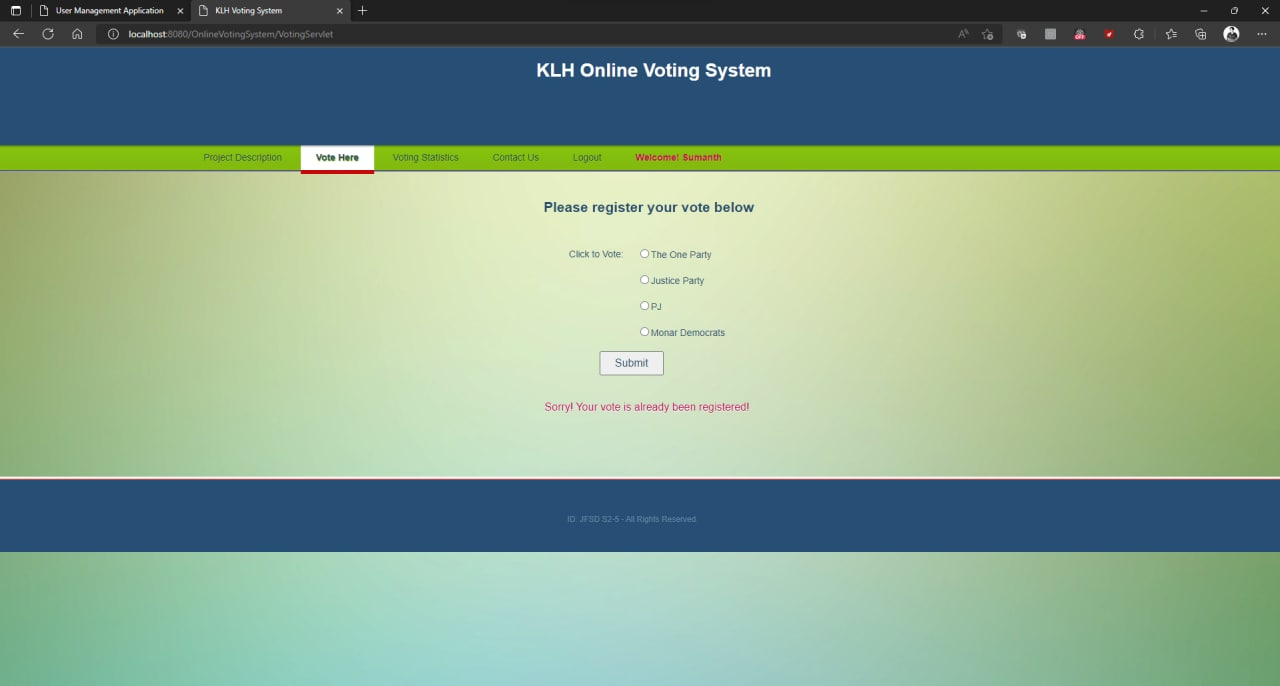 User Management Application
KLH Voting System
localhost:8080/OnlineVotingSystem/VotingServlet
KLH Online Voting System
Project Description Vote Here Voting Statistics Contact Us Logout Welcome! Sumanth
Please register your vote below
Click to Vote: The One Party
Justice Party
PJ
Monar Democrats
Submit
Sorry! Your vote is already been registered!
ID: JFSD S2-5 - All Rights Reserved.